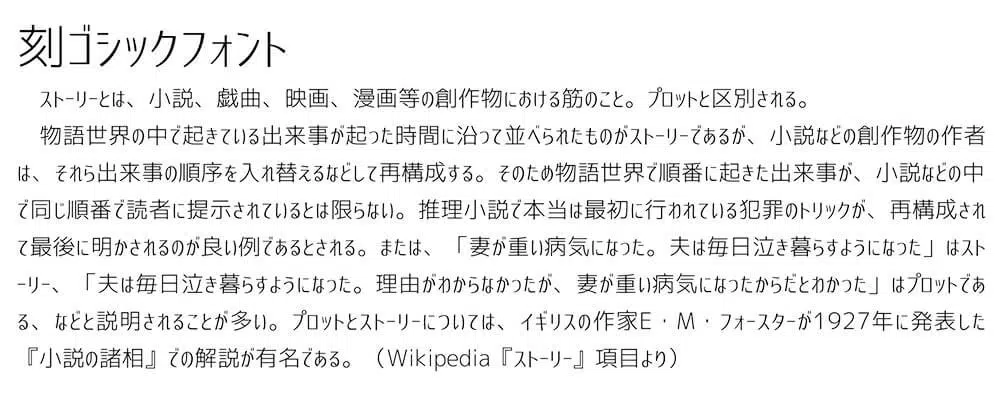 刻ゴシックフォント
　ストーリーとは、小説、戯曲、映画、漫画等の創作物における筋のこと。プロットと区別される。
　物語世界の中で起きている出来事が起った時間に沿って並べられたものがストーリーであるが、小説などの創作物の作者
は、それら出来事の順序を入れ替えるなどして再構成する。そのため物語世界で順番に起きた出来事が、小説などの中
で同じ順番で読者に提示されているとは限らない。推理小説で本当は最初に行われている犯罪のトリックが、再構成され
て最後に明かされるのが良い例であるとされる。または、「妻が重い病気になった。夫は毎日泣き暮らすようになった」はスト
ーリー、「夫は毎日泣き暮らすようになった。理由がわからなかったが、妻が重い病気になったからだとわかった」はプロットであ
る、などと説明されることが多い。プロットとストーリーについては、イギリスの作家E・M・フォースターが1927年に発表した
『小説の諸相』での解説が有名である。（Wikipedia『ストーリー』項目より）